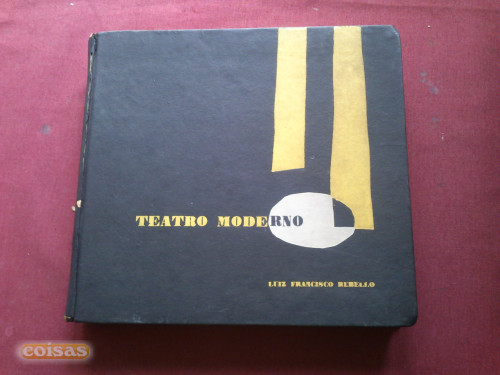 TEATRO MODERNO
LUIZ FRANCISCO REBELLO
coisas